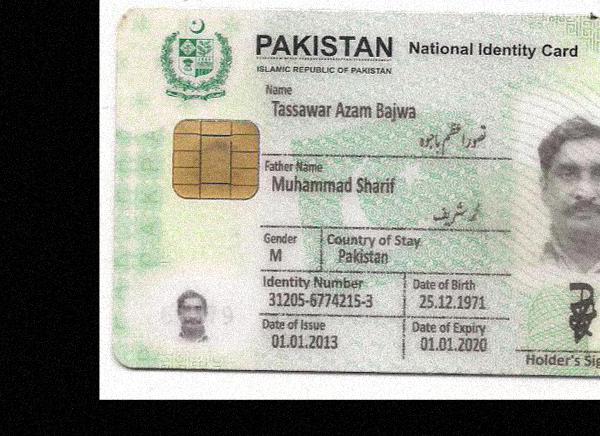 PAKISTAN National Identity Card
ISLAMIC REPUBLIC OF PAKISTAN
Name
Tassawar Azam Bajwa
تصور اعظم باجوہ
Father Name
Muhammad Sharif
محمد شریف
Gender Country of Stay
M Pakistan
Identity Number Date of Birth
31205-6774215-3 25.12.1971
Date of Issue Date of Expiry
01.01.2013 01.01.2020
Holder's Sig